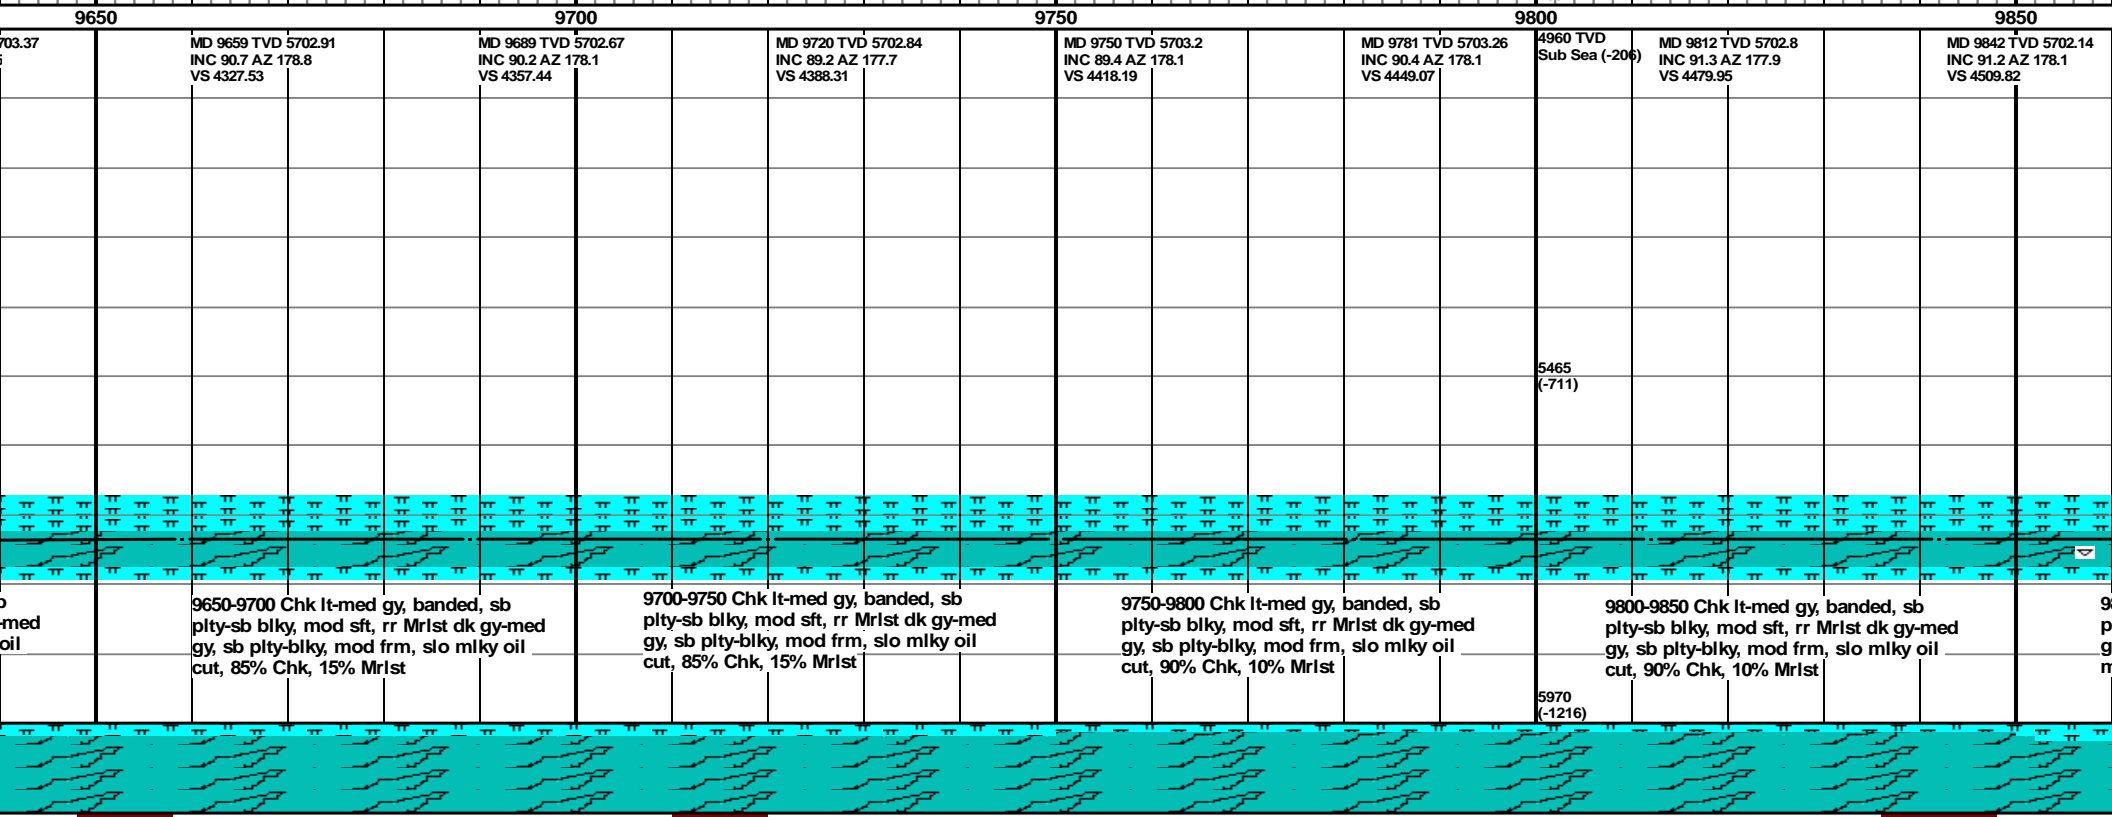 9650 9700 9750 9800 9850
703.37
MD 9659 TVD 5702.91
INC 90.7 AZ 178.8
VS 4327.53
MD 9689 TVD 5702.67
INC 90.2 AZ 178.1
VS 4357.44
MD 9720 TVD 5702.84
INC 89.2 AZ 177.7
VS 4388.31
MD 9750 TVD 5703.2
INC 89.4 AZ 178.1
VS 4418.19
MD 9781 TVD 5703.26
INC 90.4 AZ 178.1
VS 4449.07
4960 TVD
Sub Sea (-206)
MD 9812 TVD 5702.8
INC 91.3 AZ 177.9
VS 4479.95
MD 9842 TVD 5702.14
INC 91.2 AZ 178.1
VS 4509.82
5465
(-711)
b
-med
oil
9650-9700 Chk lt-med gy, banded, sb
plty-sb blky, mod sft, rr Mrlst dk gy-med
gy, sb plty-blky, mod frm, slo mlky oil
cut, 85% Chk, 15% Mrlst
9700-9750 Chk lt-med gy, banded, sb
plty-sb blky, mod sft, rr Mrlst dk gy-med
gy, sb plty-blky, mod frm, slo mlky oil
cut, 85% Chk, 15% Mrlst
9750-9800 Chk lt-med gy, banded, sb
plty-sb blky, mod sft, rr Mrlst dk gy-med
gy, sb plty-blky, mod frm, slo mlky oil
cut, 90% Chk, 10% Mrlst
9800-9850 Chk lt-med gy, banded, sb
plty-sb blky, mod sft, rr Mrlst dk gy-med
gy, sb plty-blky, mod frm, slo mlky oil
cut, 90% Chk, 10% Mrlst
5970
(-1216)